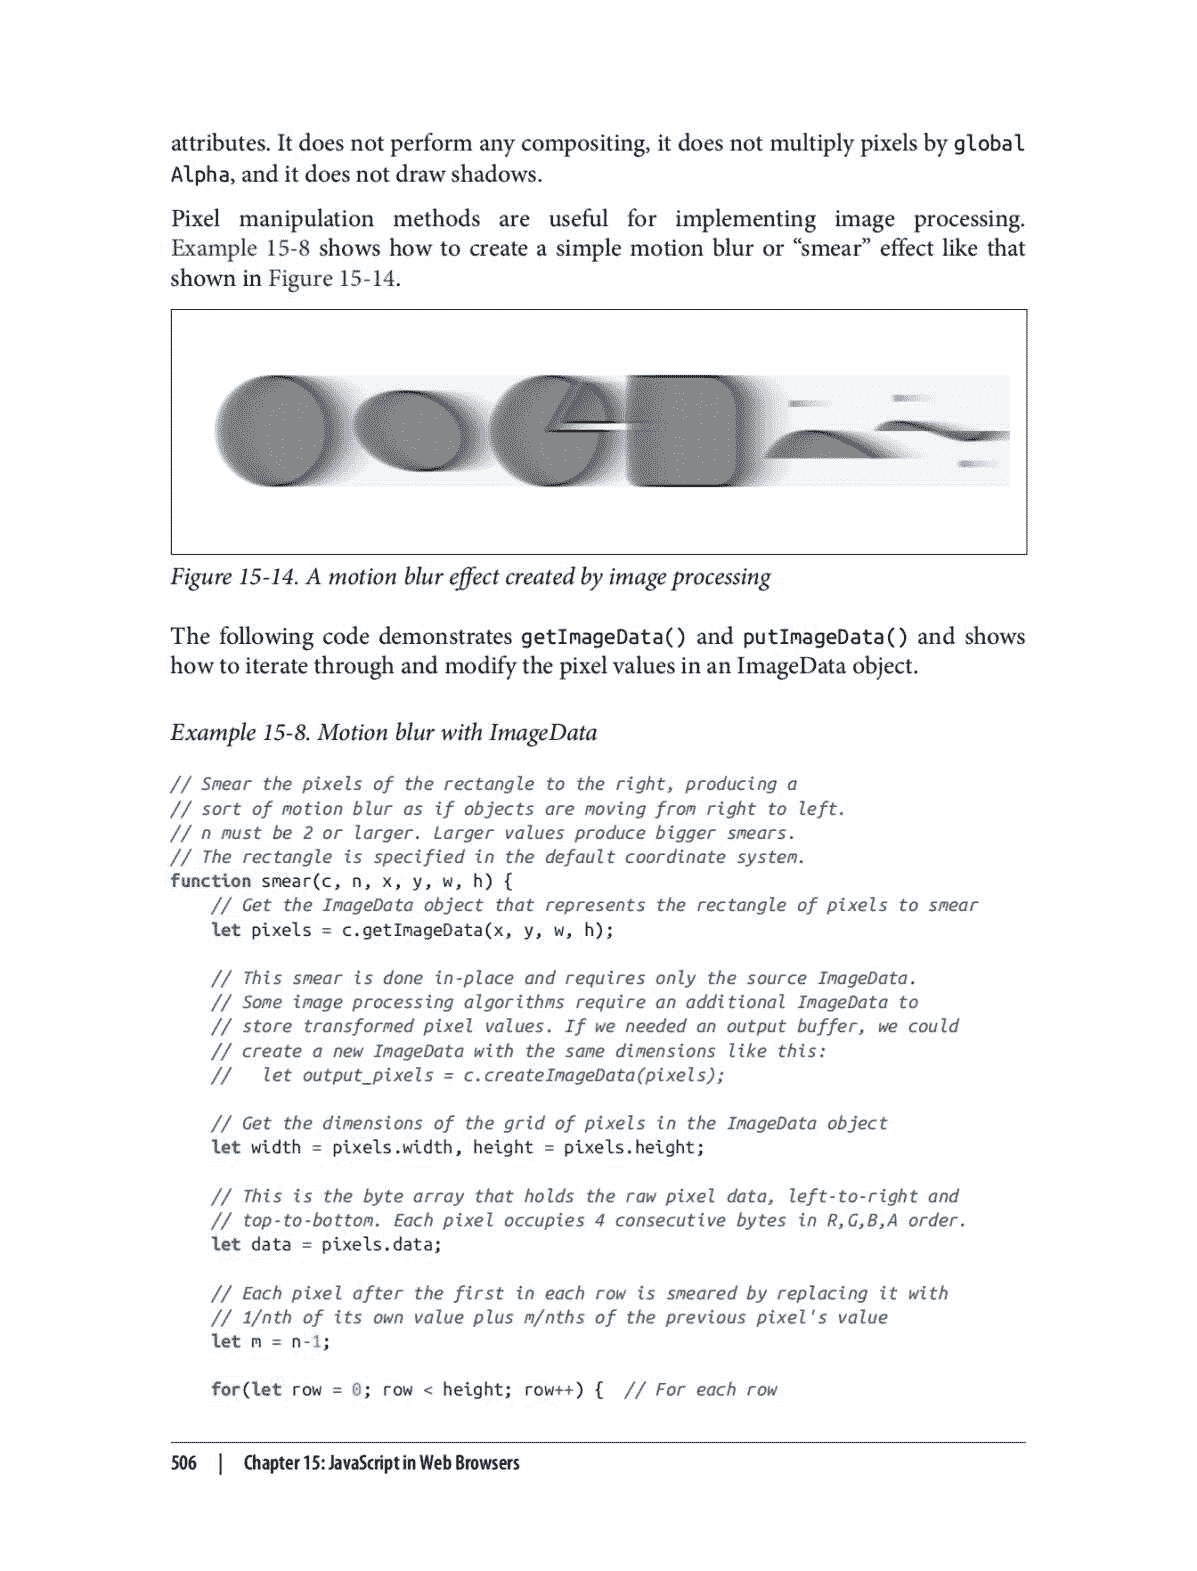 attributes. It does not perform any compositing, it does not multiply pixels by global
Alpha, and it does not draw shadows.
Pixel manipulation methods are useful for implementing image processing.
Example 15-8 shows how to create a simple motion blur or “smear” effect like that
shown in Figure 15-14.
Figure 15-14. A motion blur effect created by image processing
The following code demonstrates getImageData() and putImageData() and shows
how to iterate through and modify the pixel values in an ImageData object.
Example 15-8. Motion blur with ImageData
// Smear the pixels of the rectangle to the right, producing a
// sort of motion blur as if objects are moving from right to left.
// n must be 2 or larger. Larger values produce bigger smears.
// The rectangle is specified in the default coordinate system.
function smear(c, n, x, y, w, h) {
    // Get the ImageData object that represents the rectangle of pixels to smear
    let pixels = c.getImageData(x, y, w, h);
    // This smear is done in-place and requires only the source ImageData.
    // Some image processing algorithms require an additional ImageData to
    // store transformed pixel values. If we needed an output buffer, we could
    // create a new ImageData with the same dimensions like this:
    //   let output_pixels = c.createImageData(pixels);
    // Get the dimensions of the grid of pixels in the ImageData object
    let width = pixels.width, height = pixels.height;
    // This is the byte array that holds the raw pixel data, left-to-right and
    // top-to-bottom. Each pixel occupies 4 consecutive bytes in R,G,B,A order.
    let data = pixels.data;
    // Each pixel after the first in each row is smeared by replacing it with
    // 1/nth of its own value plus m/nths of the previous pixel's value
    let m = n-1;
    for(let row = 0; row < height; row++) {  // For each row
506 | Chapter 15: JavaScript in Web Browsers